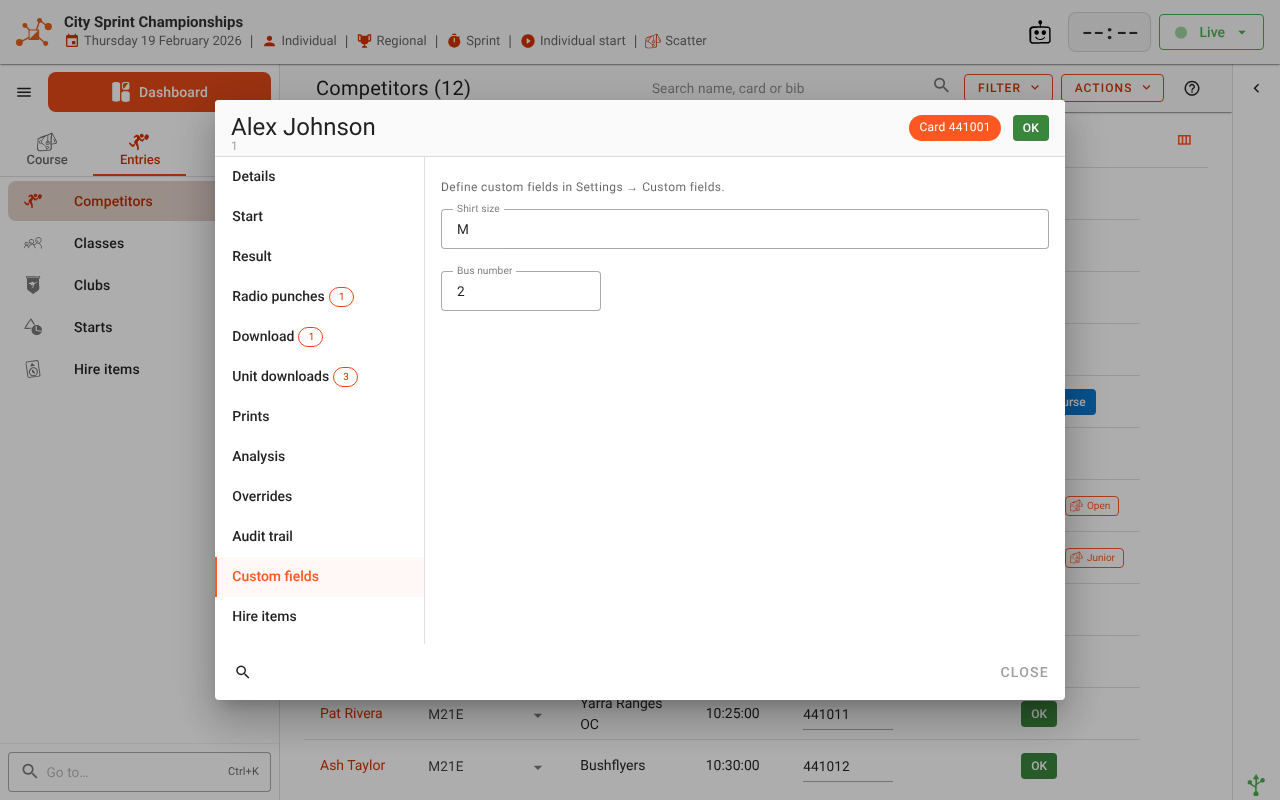 City Sprint Championships
Thursday 19 February 2026 | Individual | Regional | Sprint | Individual start | Scatter
--:--
Live
Dashboard
Competitors (12)
Search name, card or bib
FILTER
ACTIONS
Course
Entries
Competitors
Classes
Clubs
Starts
Hire items
Alex Johnson
1
Card 441001
OK
Details
Start
Result
Radio punches 1
Download 1
Unit downloads 3
Prints
Analysis
Overrides
Audit trail
Custom fields
Hire items
Define custom fields in Settings → Custom fields.
Shirt size
M
Bus number
2
CLOSE
urse
Open
Junior
Pat Rivera
M21E
Yarra Ranges
OC
10:25:00
441011
OK
Ash Taylor
M21E
Bushflyers
10:30:00
441012
OK
Go to...
Ctrl+K